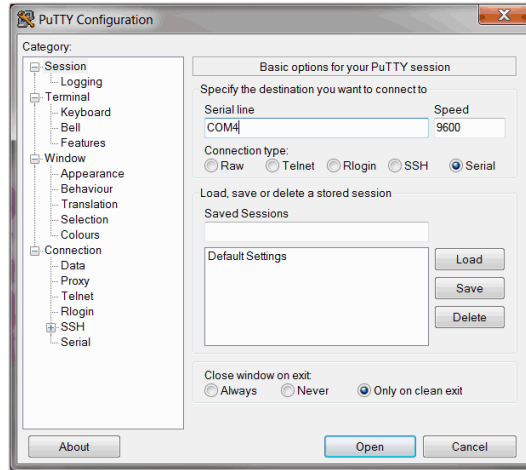 PuTTY Configuration
Category:
Session
Logging
Terminal
Keyboard
Bell
Features
Window
Appearance
Behaviour
Translation
Selection
Colours
Connection
Data
Proxy
Telnet
Rlogin
SSH
Serial
Basic options for your PuTTY session
Specify the destination you want to connect to
Serial line Speed
COM4 9600
Connection type:
Raw Telnet Rlogin SSH Serial
Load, save or delete a stored session
Saved Sessions
Default Settings
Load
Save
Delete
Close window on exit:
Always Never Only on clean exit
About Open Cancel